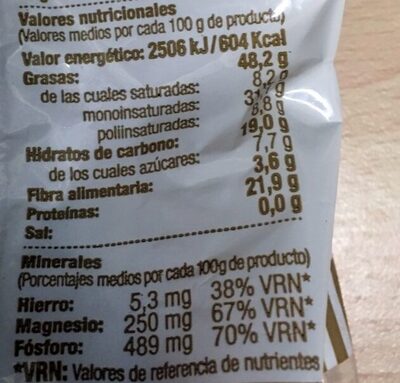 Valores nutricionales
(Valores medios por cada 100 g de producto)
Valor energético: 2506 kJ/604 Kcal
Grasas: 48,2 g
de las cuales saturadas: 8,2 g
monoinsaturadas: g
poliinsaturadas: 8,8 g
Hidratos de carbono: 19,0 g
de los cuales azúcares: 7,7 g
Fibra alimentaria: 3,6 g
Proteínas: 21,9 g
Sal: 0,0 g
Minerales
(Porcentajes medios por cada 100g de producto)
Hierro: 5,3 mg 38% VRN*
Magnesio: 250 mg 67% VRN*
Fósforo: 489 mg 70% VRN*
*VRN: Valores de referencia de nutrientes